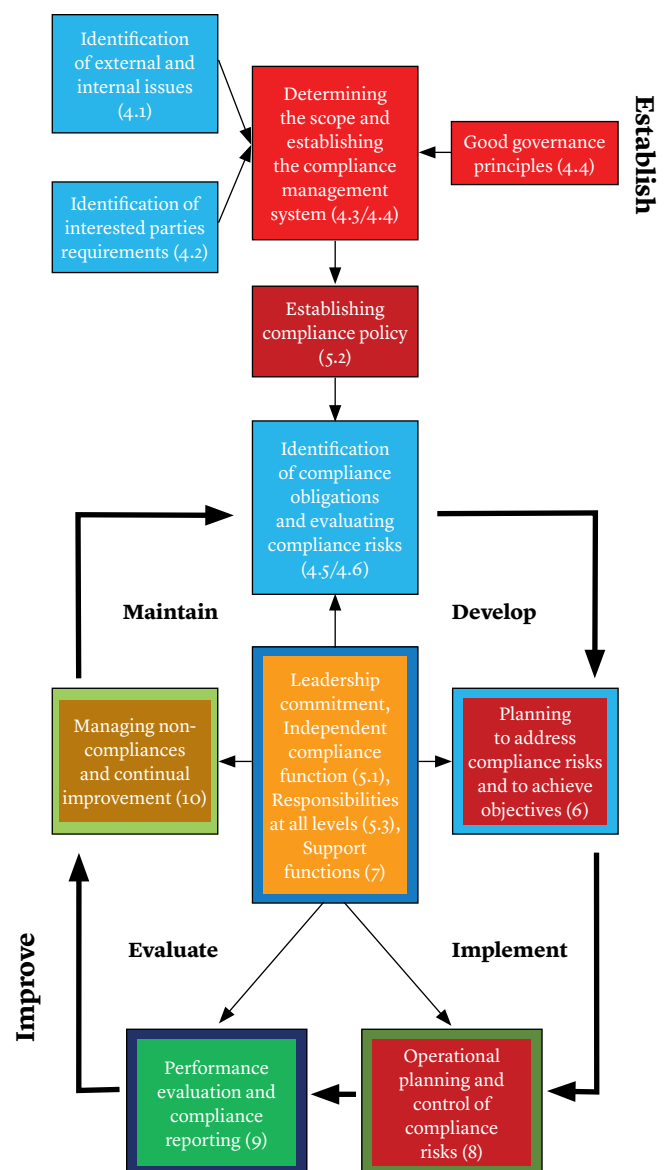 Identification
of external and
internal issues
(4.1)
Determining
the scope and
establishing
the compliance
management
system (4.3/4.4)
Good governance
principles (4.4)
Establish
Identification of
interested parties
requirements (4.2)
Establishing
compliance policy
(5.2)
Identification
of compliance
obligations
and evaluating
compliance risks
(4.5/4.6)
Maintain
Develop
Managing non-
compliances
and continual
improvement (10)
Leadership
commitment,
Independent
compliance
function (5.1),
Responsibilities
at all levels (5.3),
Support
functions (7)
Planning
to address
compliance risks
and to achieve
objectives (6)
Improve
Evaluate
Implement
Performance
evaluation and
compliance
reporting (9)
Operational
planning and
control of
compliance
risks (8)